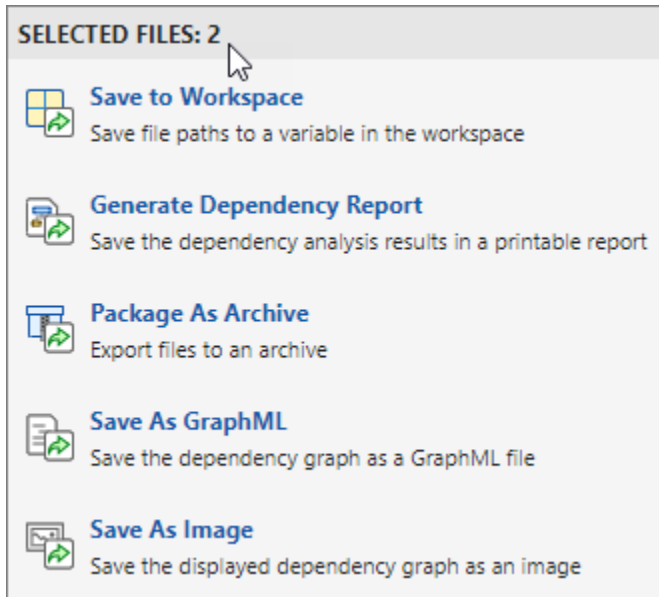 SELECTED FILES: 2
Save to Workspace
Save file paths to a variable in the workspace
Generate Dependency Report
Save the dependency analysis results in a printable report
Package As Archive
Export files to an archive
Save As GraphML
Save the dependency graph as a GraphML file
Save As Image
Save the displayed dependency graph as an image